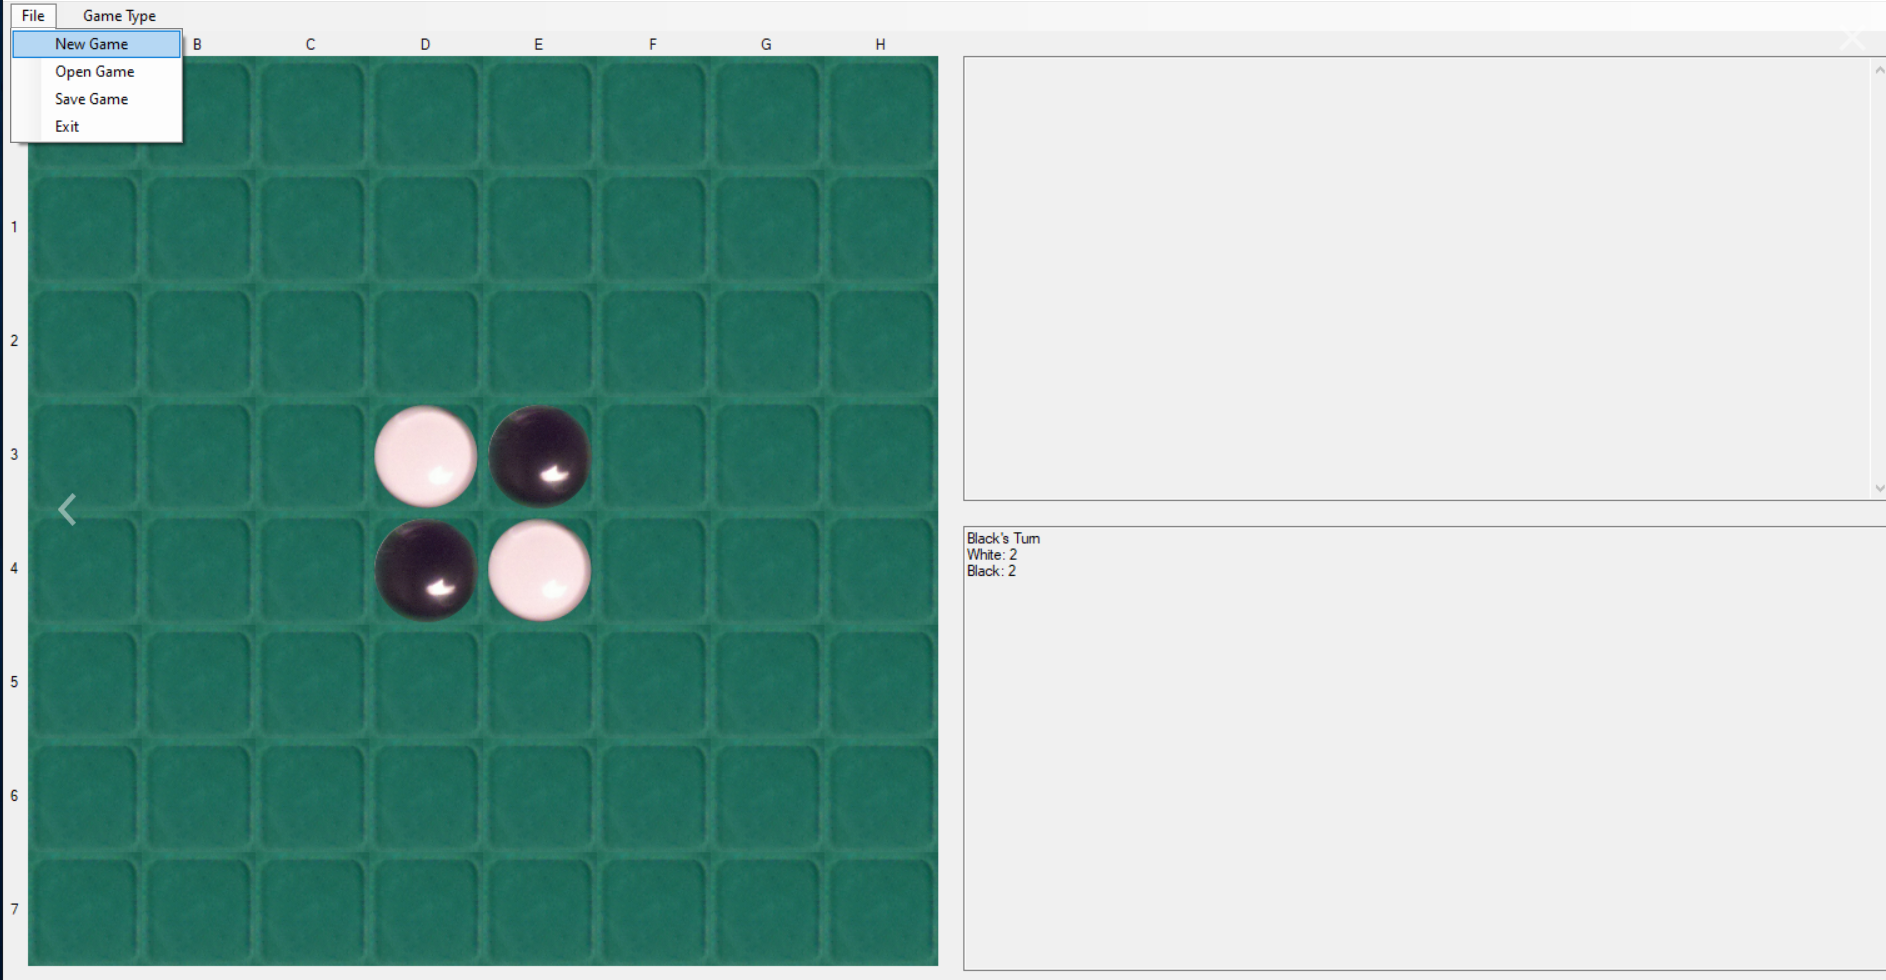 File Game Type
New Game
Open Game
Save Game
Exit
B C D E F G H
1
2
3
4
5
6
7
Black's Turn
White: 2
Black: 2